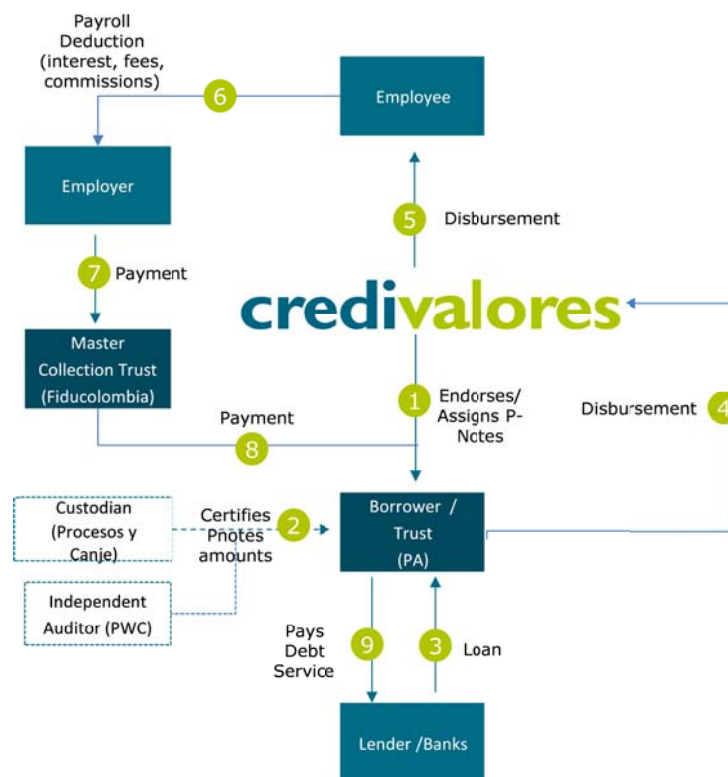 Payroll
Deduction
(interest, fees,
commissions)
6
Employee
Employer
5
Disbursement
7
Payment
credivalores
Master
Collection Trust
(Fiducolombia)
1
Endorses/
Assigns P-
Notes
Disbursement
4
Payment
8
Custodian
(Procesos y
Canje)
Certifies
Pnotes
amounts
2
Borrower /
Trust
(PA)
Independent
Auditor (PWC)
Pays
Debt
Service
9
3
Loan
Lender /Banks